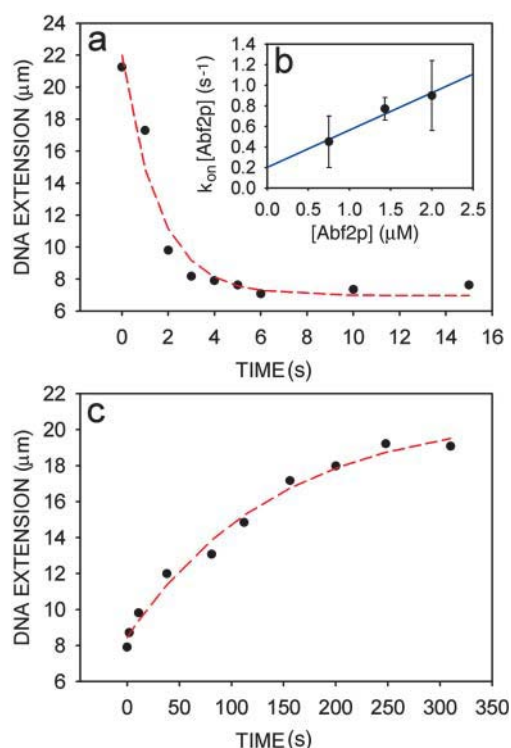 a
DNA EXTENSION (μm)
22
20
18
16
14
12
10
8
6
0 2 4 6 8 10 12 14 16
TIME (s)
b
kon [Abf2p] (s-1)
1.4
1.2
1.0
0.8
0.6
0.4
0.2
0.0
0.0 0.5 1.0 1.5 2.0 2.5
[Abf2p] (μM)
c
DNA EXTENSION (μm)
22
20
18
16
14
12
10
8
6
0 50 100 150 200 250 300 350
TIME (s)